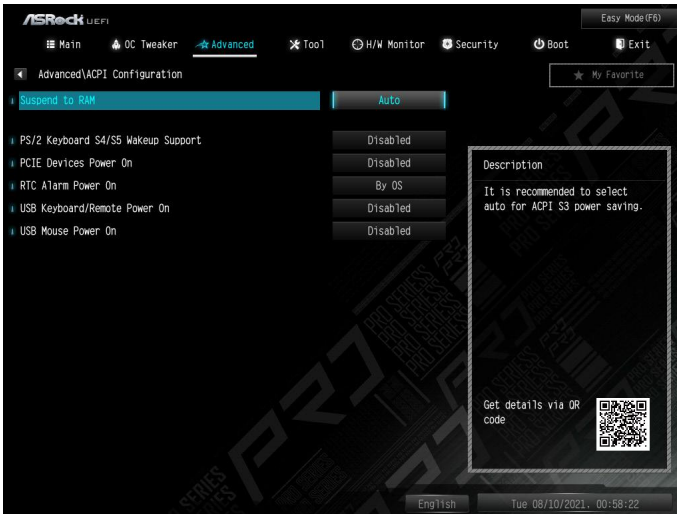 ASRock UEFI
Easy Mode(F6)
Main OC Tweaker Advanced Tool H/W Monitor Security Boot Exit
Advanced\ACPI Configuration
My Favorite
Suspend to RAM Auto
PS/2 Keyboard S4/S5 Wakeup Support Disabled
PCIE Devices Power On Disabled
RTC Alarm Power On By OS
USB Keyboard/Remote Power On Disabled
USB Mouse Power On Disabled
Description
It is recommended to select
auto for ACPI S3 power saving.
Get details via QR
code
English
Tue 08/10/2021. 00:58:22